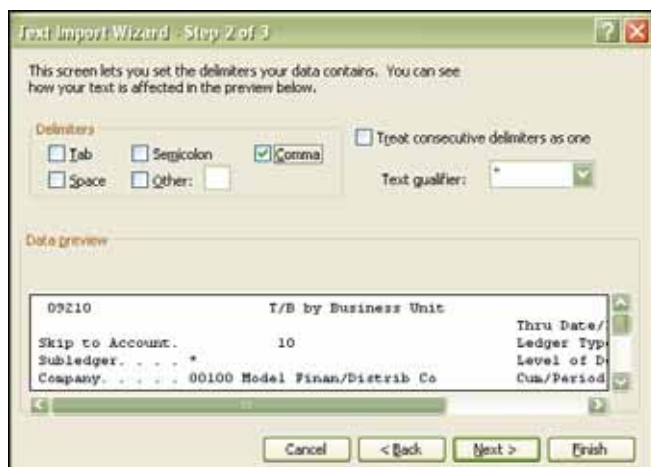 Text Import Wizard - Step 2 of 3
This screen lets you set the delimiters your data contains. You can see
how your text is affected in the preview below.
Delimiters
Tab Semicolon Comma
Space Other:
Treat consecutive delimiters as one
Text qualifier: "
Data preview
09210 T/B by Business Unit
Thru Date/
Skip to Account. 10 Ledger Typ
Subledger. . . . * Level of D
Company. . . . . 00100 Model Finan/Distrib Co Cum/Period
Cancel < Back Next > Finish